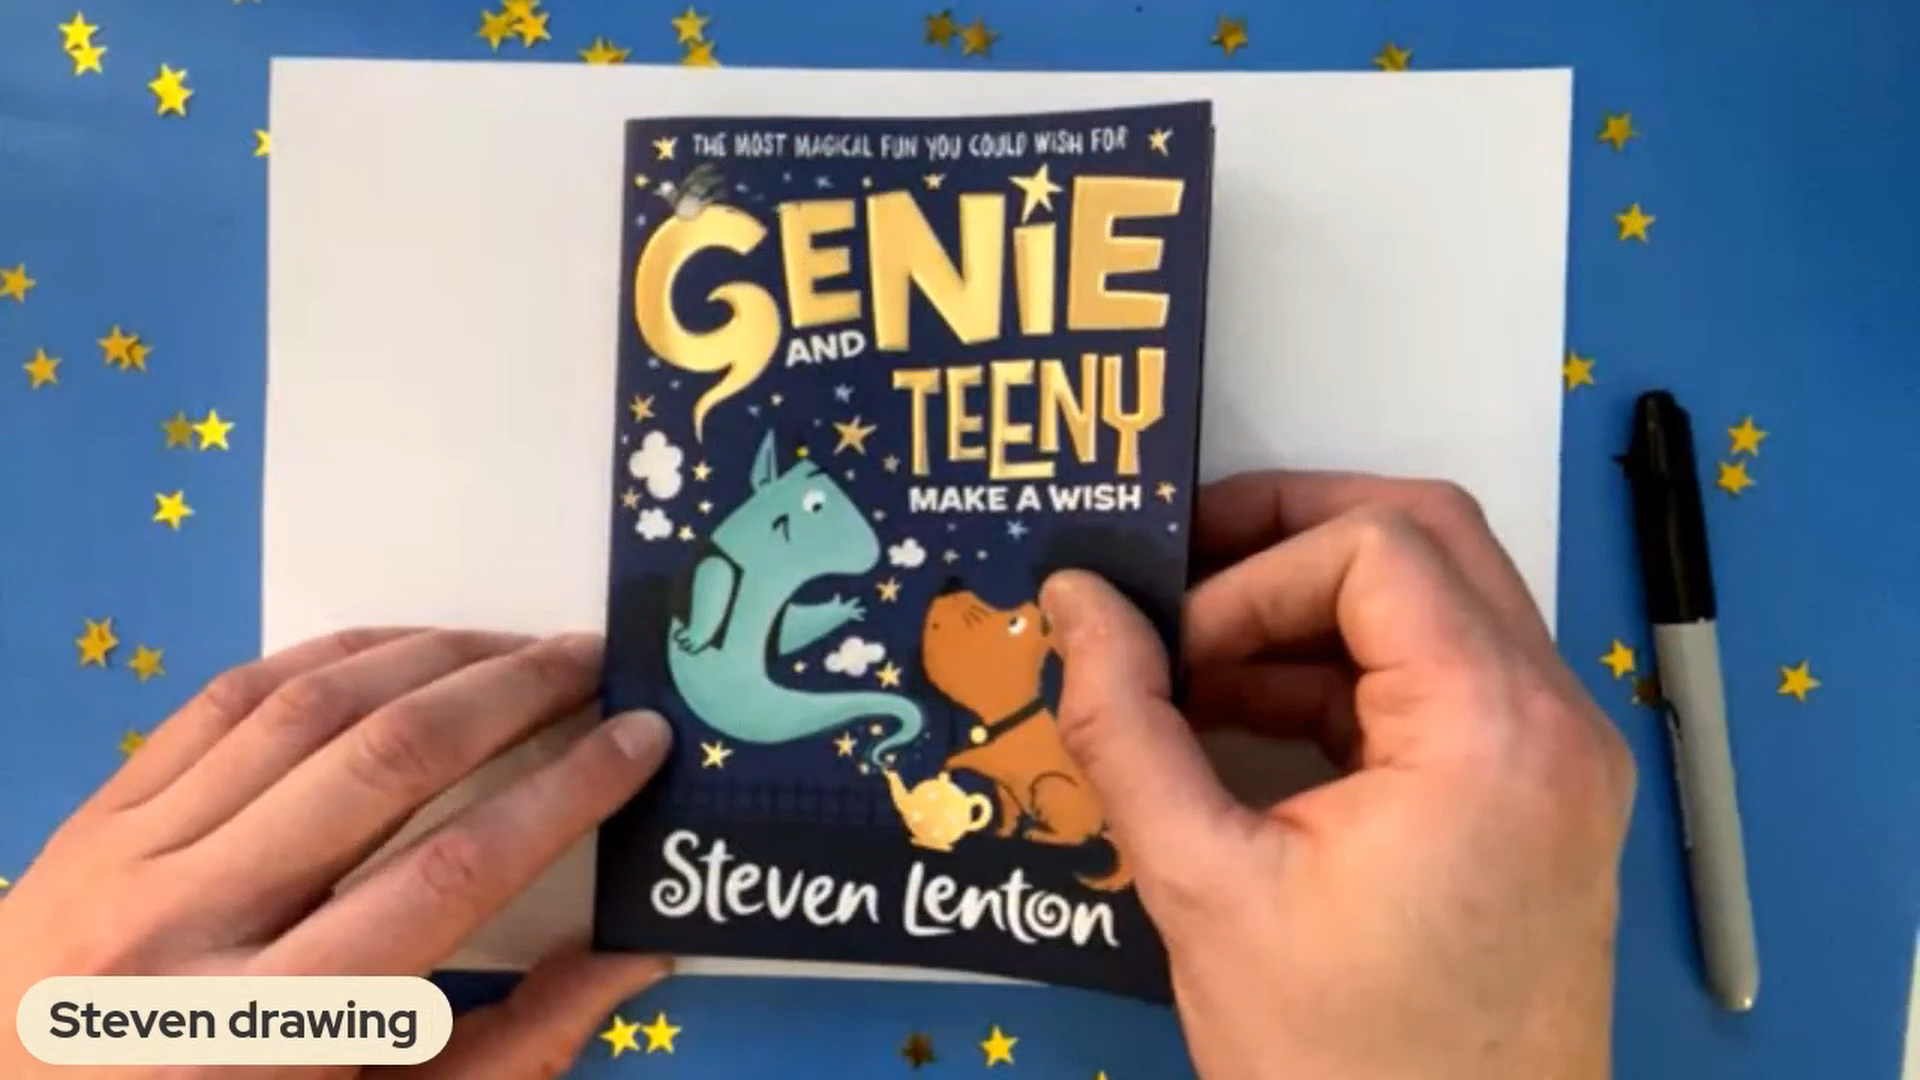 THE MOST MAGICAL FUN YOU COULD WISH FOR
GENiE
AND
TEENY
MAKE A WISH
Steven Lenton
Steven drawing